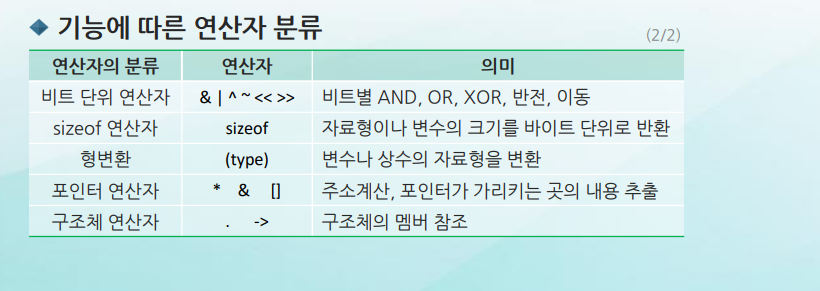 기능에 따른 연산자 분류
(2/2)
연산자의 분류 연산자 의미
비트 단위 연산자 & | ^ ~ << >> 비트별 AND, OR, XOR, 반전, 이동
sizeof 연산자 sizeof 자료형이나 변수의 크기를 바이트 단위로 반환
형변환 (type) 변수나 상수의 자료형을 변환
포인터 연산자 * & [] 주소계산, 포인터가 가리키는 곳의 내용 추출
구조체 연산자 . -> 구조체의 멤버 참조